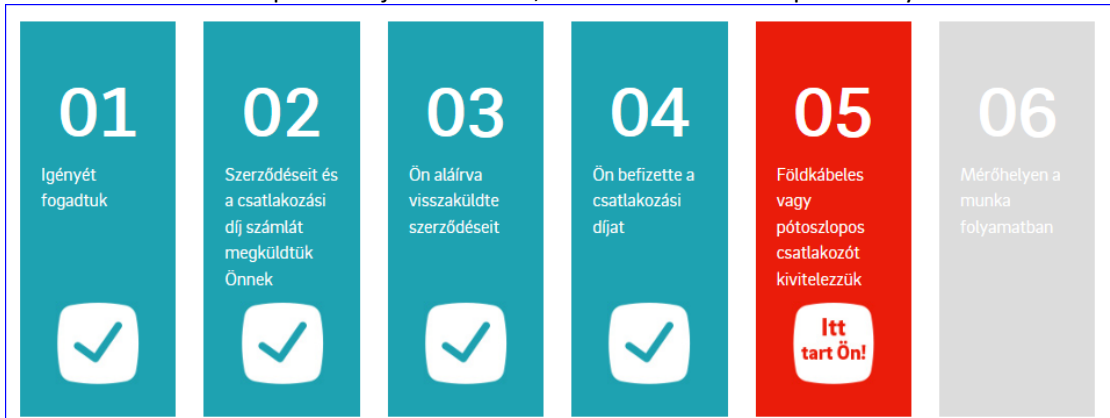 01
Igényét
fogadtuk
02
Szerződéseit és
a csatlakozási
díj számlát
megküldtük
Önnek
03
Ön aláírva
visszaküldte
szerződéseit
04
Ön befizette a
csatlakozási
díjat
05
Földkábeles
vagy
pótoszlopos
csatlakozót
kivitelezzük
Itt
tart Ön!
06
Mérőhelyen a
munka
folyamatban